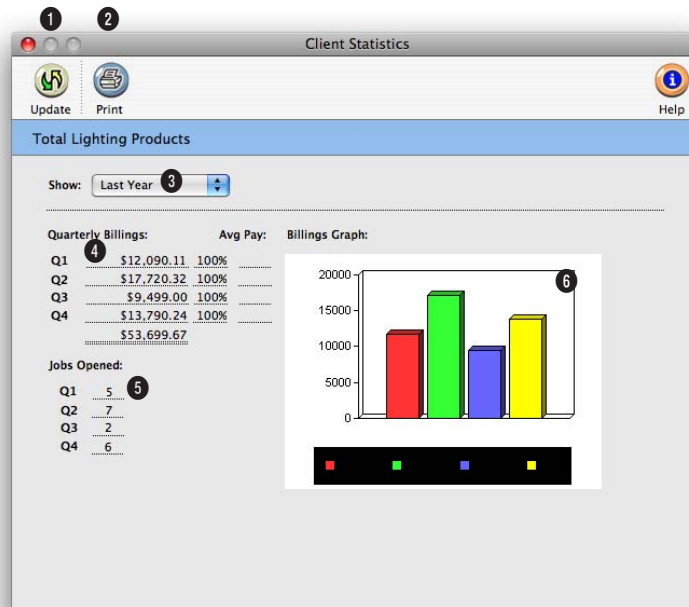 1 2
Client Statistics
Update Print Help
Total Lighting Products
Show: Last Year 3
Quarterly Billings: Avg Pay: Billings Graph:
4
Q1 $12,090.11 100%
Q2 $17,720.32 100%
Q3 $9,499.00 100%
Q4 $13,790.24 100%
$53,699.67
Jobs Opened:
Q1 5 5
Q2 7
Q3 2
Q4 6
6
20000
15000
10000
5000
0